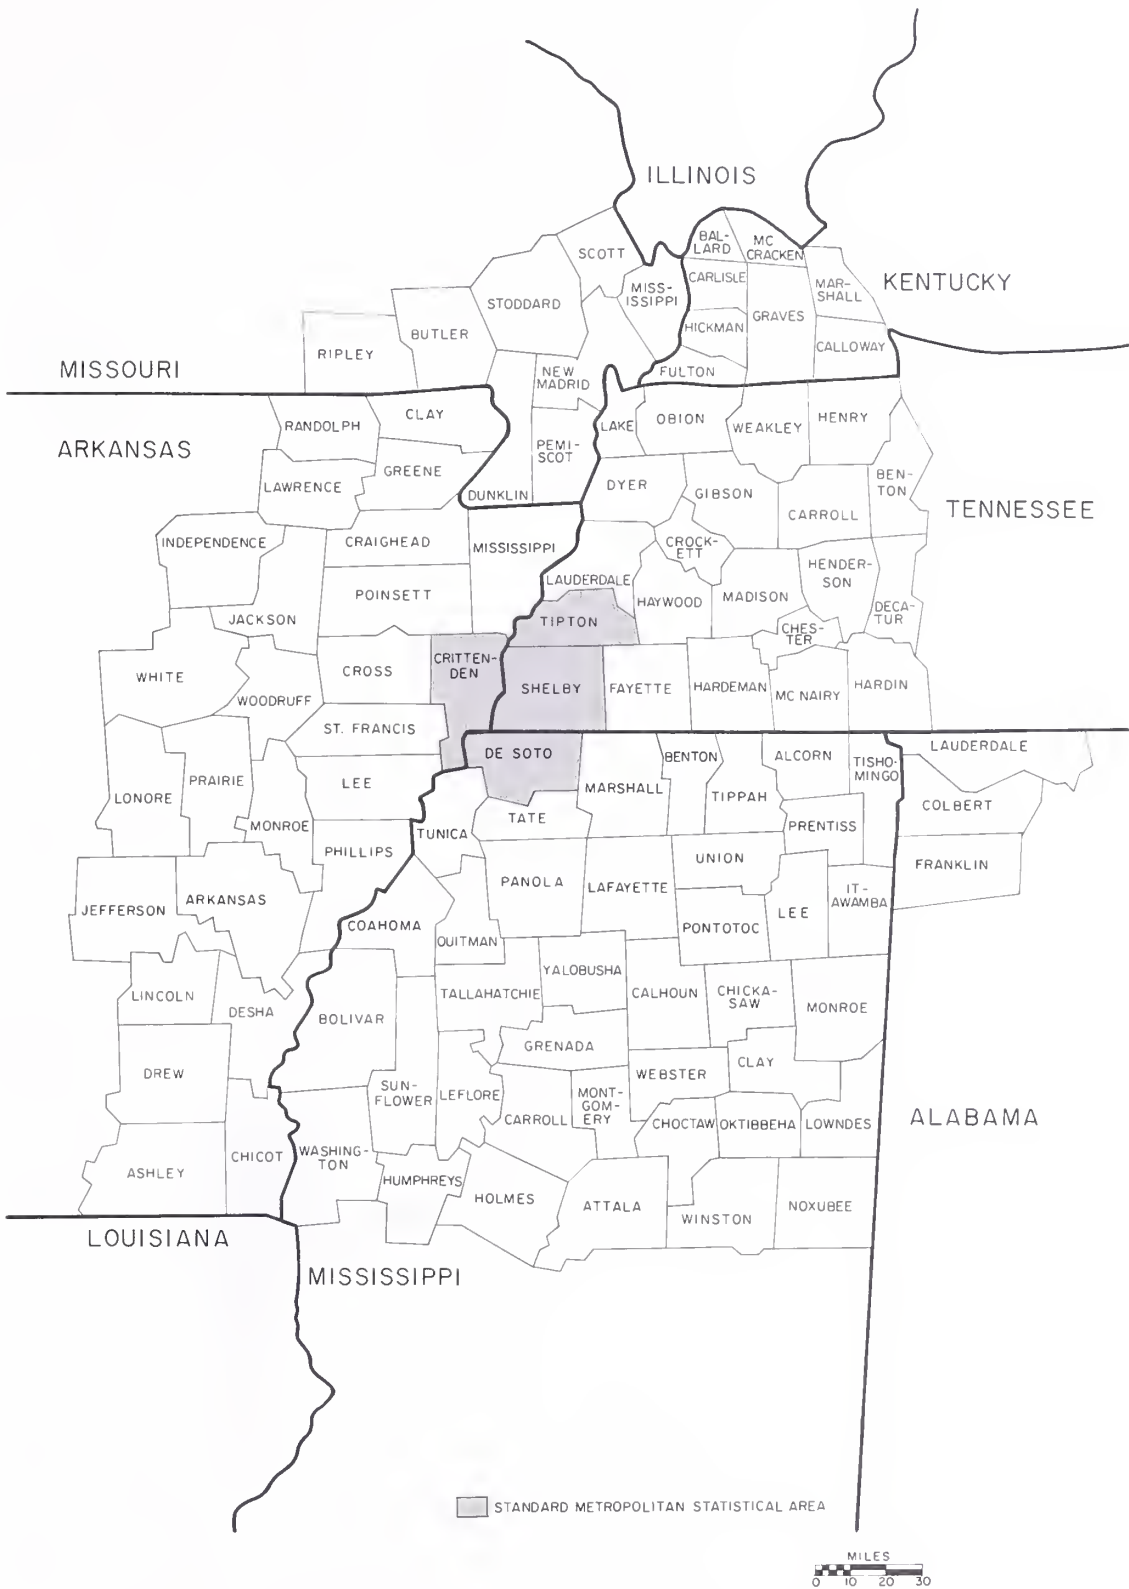 ILLINOIS
SCOTT
BAL-
LARD
MC
CRACKEN
KENTUCKY
CARLISLE
MAR-
SHALL
MISS-
ISSIPPI
STODDARD
GRAVES
HICKMAN
BUTLER
CALLOWAY
RIPLEY
MISSOURI
NEW
MADRID
FULTON
CLAY
RANDOLPH
LAKE
OBION
WEAKLEY
HENRY
ARKANSAS
PEMI-
SCOT
GREENE
LAWRENCE
DUNKLIN
DYER
GIBSON
BEN-
TON
CARROLL
TENNESSEE
INDEPENDENCE
CRAIGHEAD
MISSISSIPPI
CROCK-
ETT
HENDER-
SON
LAUDERDALE
POINSETT
HAYWOOD
MADISON
DECA-
TUR
JACKSON
TIPTON
CHES-
TER
WHITE
CROSS
CRITTEN-
DEN
SHELBY
FAYETTE
HARDEMAN
MC NAIRY
HARDIN
WOODRUFF
ST. FRANCIS
DE SOTO
BENTON
ALCORN
TISHO-
MINGO
LAUDERDALE
PRAIRIE
LEE
MARSHALL
TIPPAH
LONORE
COLBERT
MONROE
TUNICA
TATE
PRENTISS
PHILLIPS
UNION
FRANKLIN
PANOLA
LAFAYETTE
IT-
AWAMBA
JEFFERSON
ARKANSAS
COAHOMA
PONTOTOC
LEE
OUITMAN
YALOBUSHA
LINCOLN
DESHA
TALLAHATCHIE
CALHOUN
CHICKA-
SAW
MONROE
BOLIVAR
GRENADA
CLAY
DREW
SUN-
FLOWER
LEFLORE
WEBSTER
MONT-
GOM-
ERY
CARROLL
CHOCTAW
OKTIBBEHA
LOWNDES
ALABAMA
ASHLEY
CHICOT
WASHING-
TON
HUMPHREYS
HOLMES
ATTALA
WINSTON
NOXUBEE
LOUISIANA
MISSISSIPPI
STANDARD METROPOLITAN STATISTICAL AREA
MILES
0 10 20 30